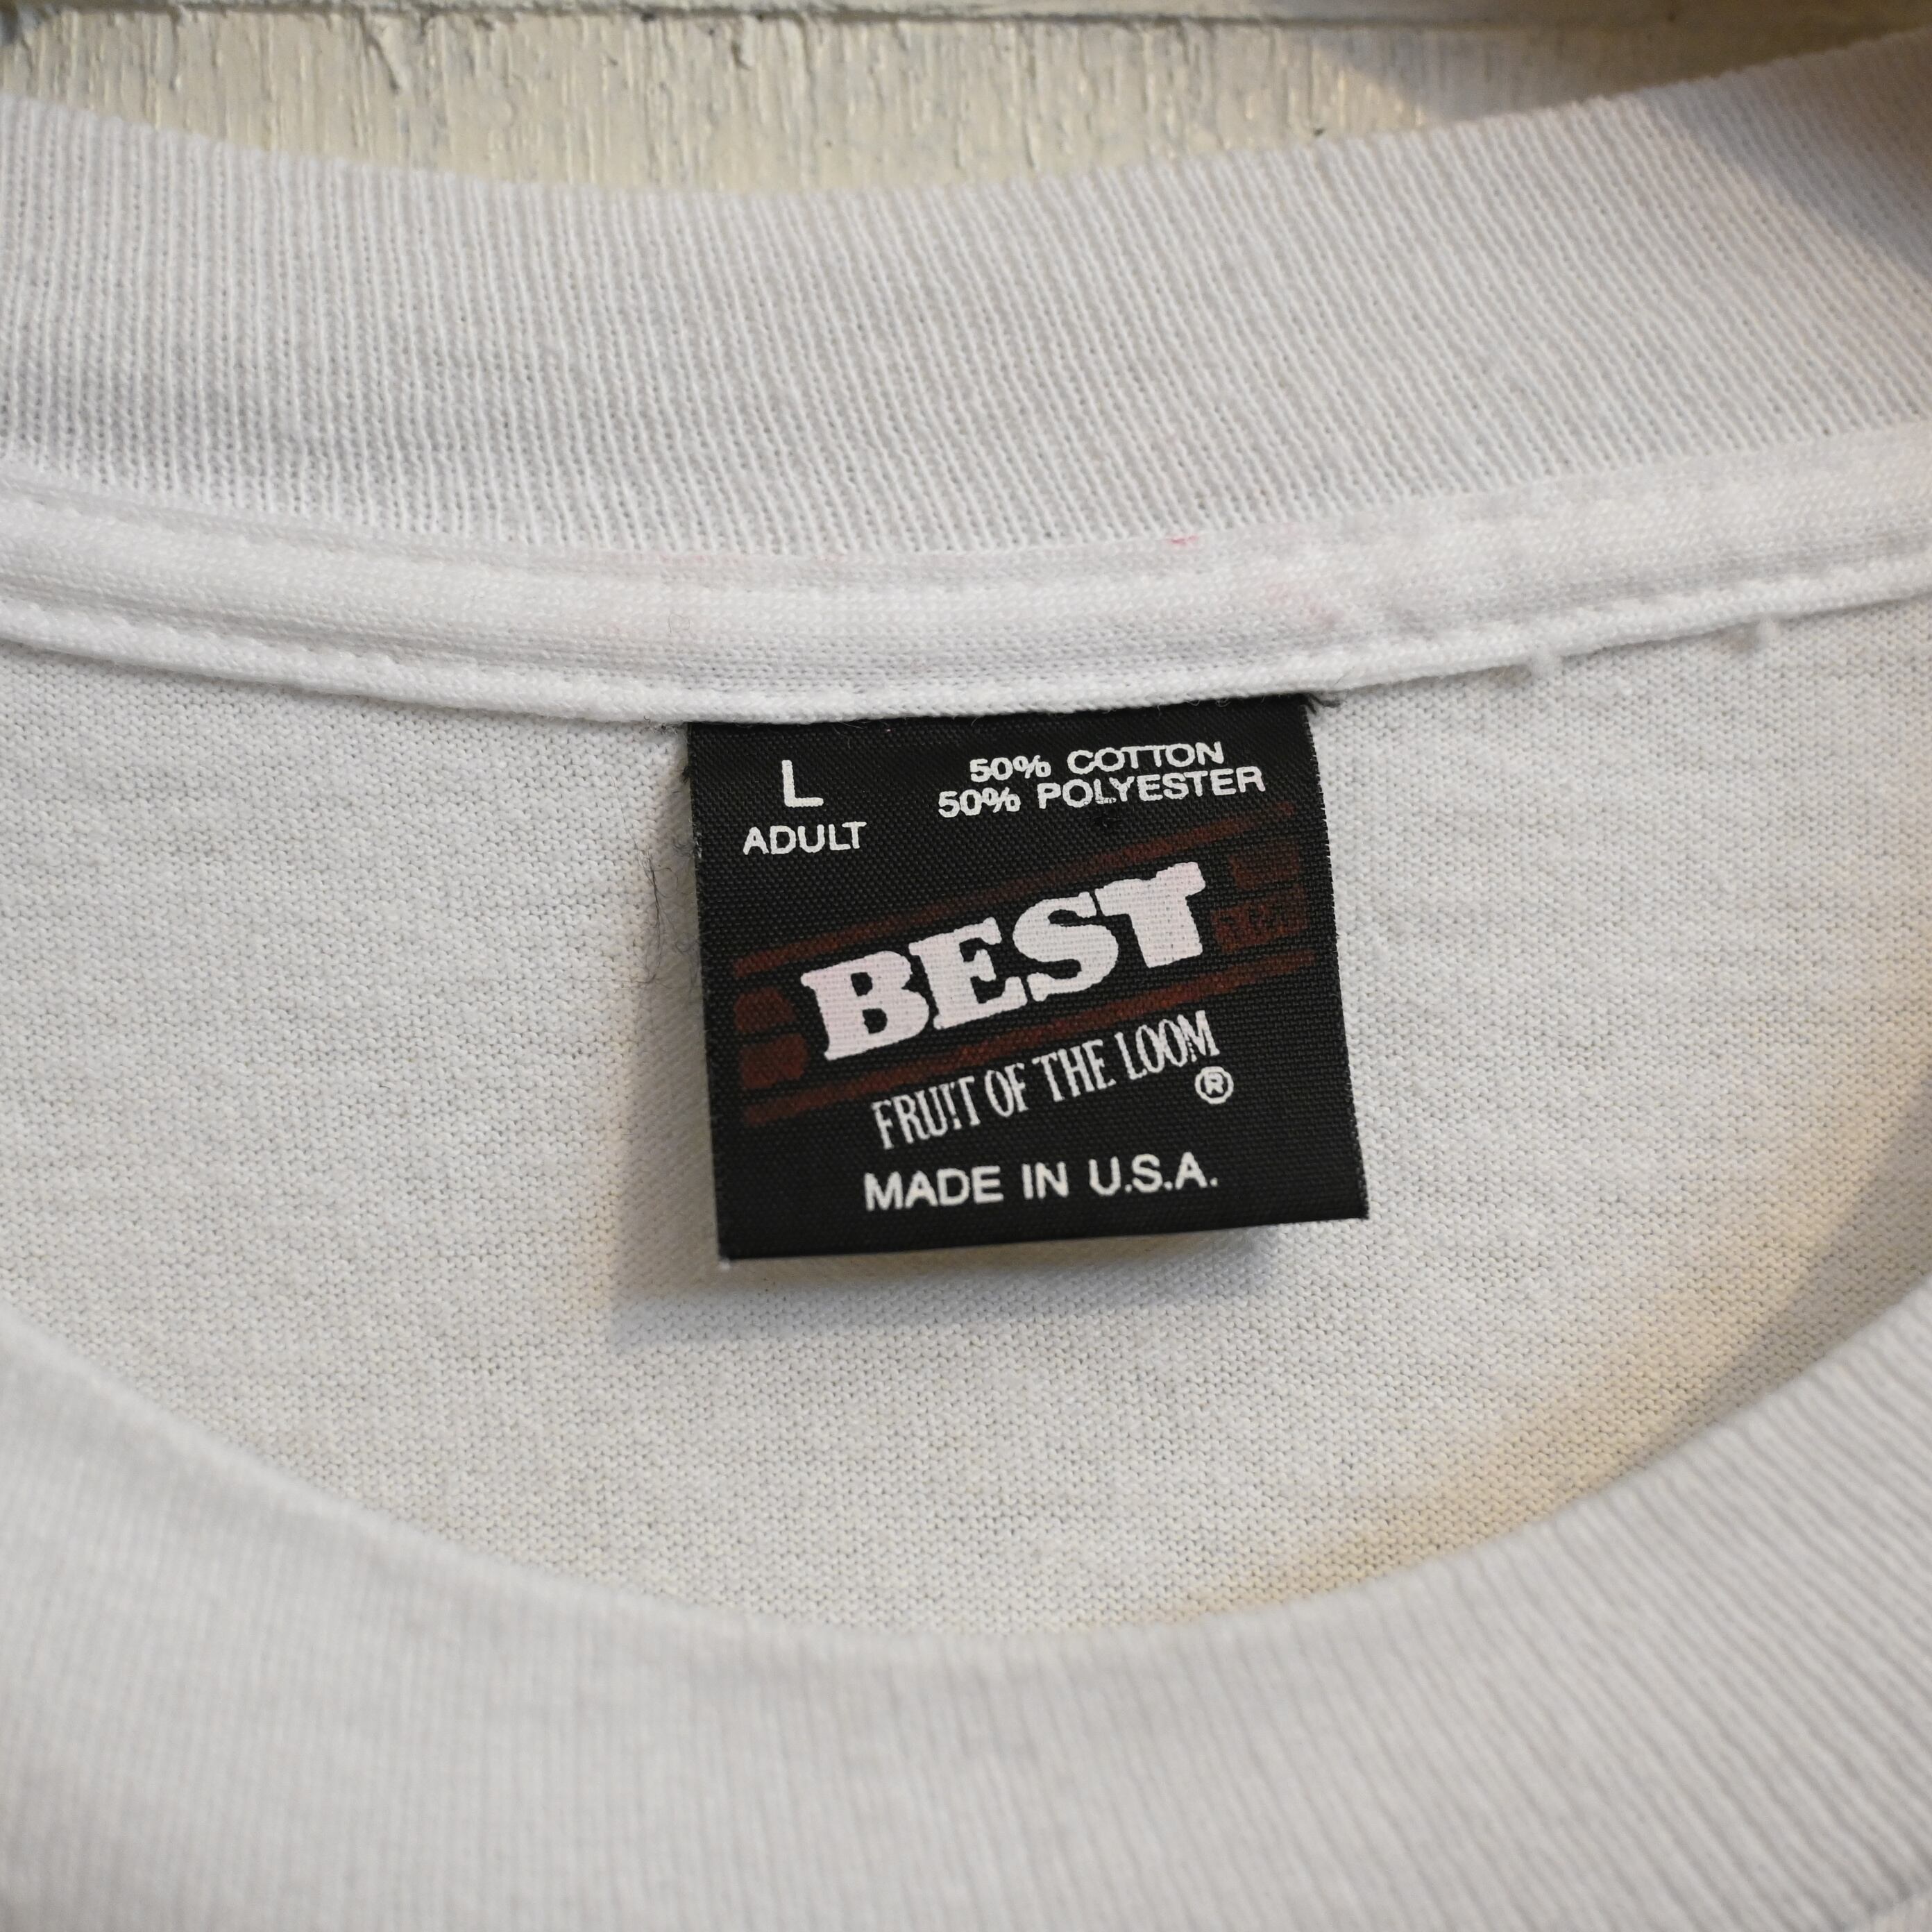 L
ADULT
50% COTTON
50% POLYESTER
BEST
FRUIT OF THE LOOM
®
MADE IN U.S.A.